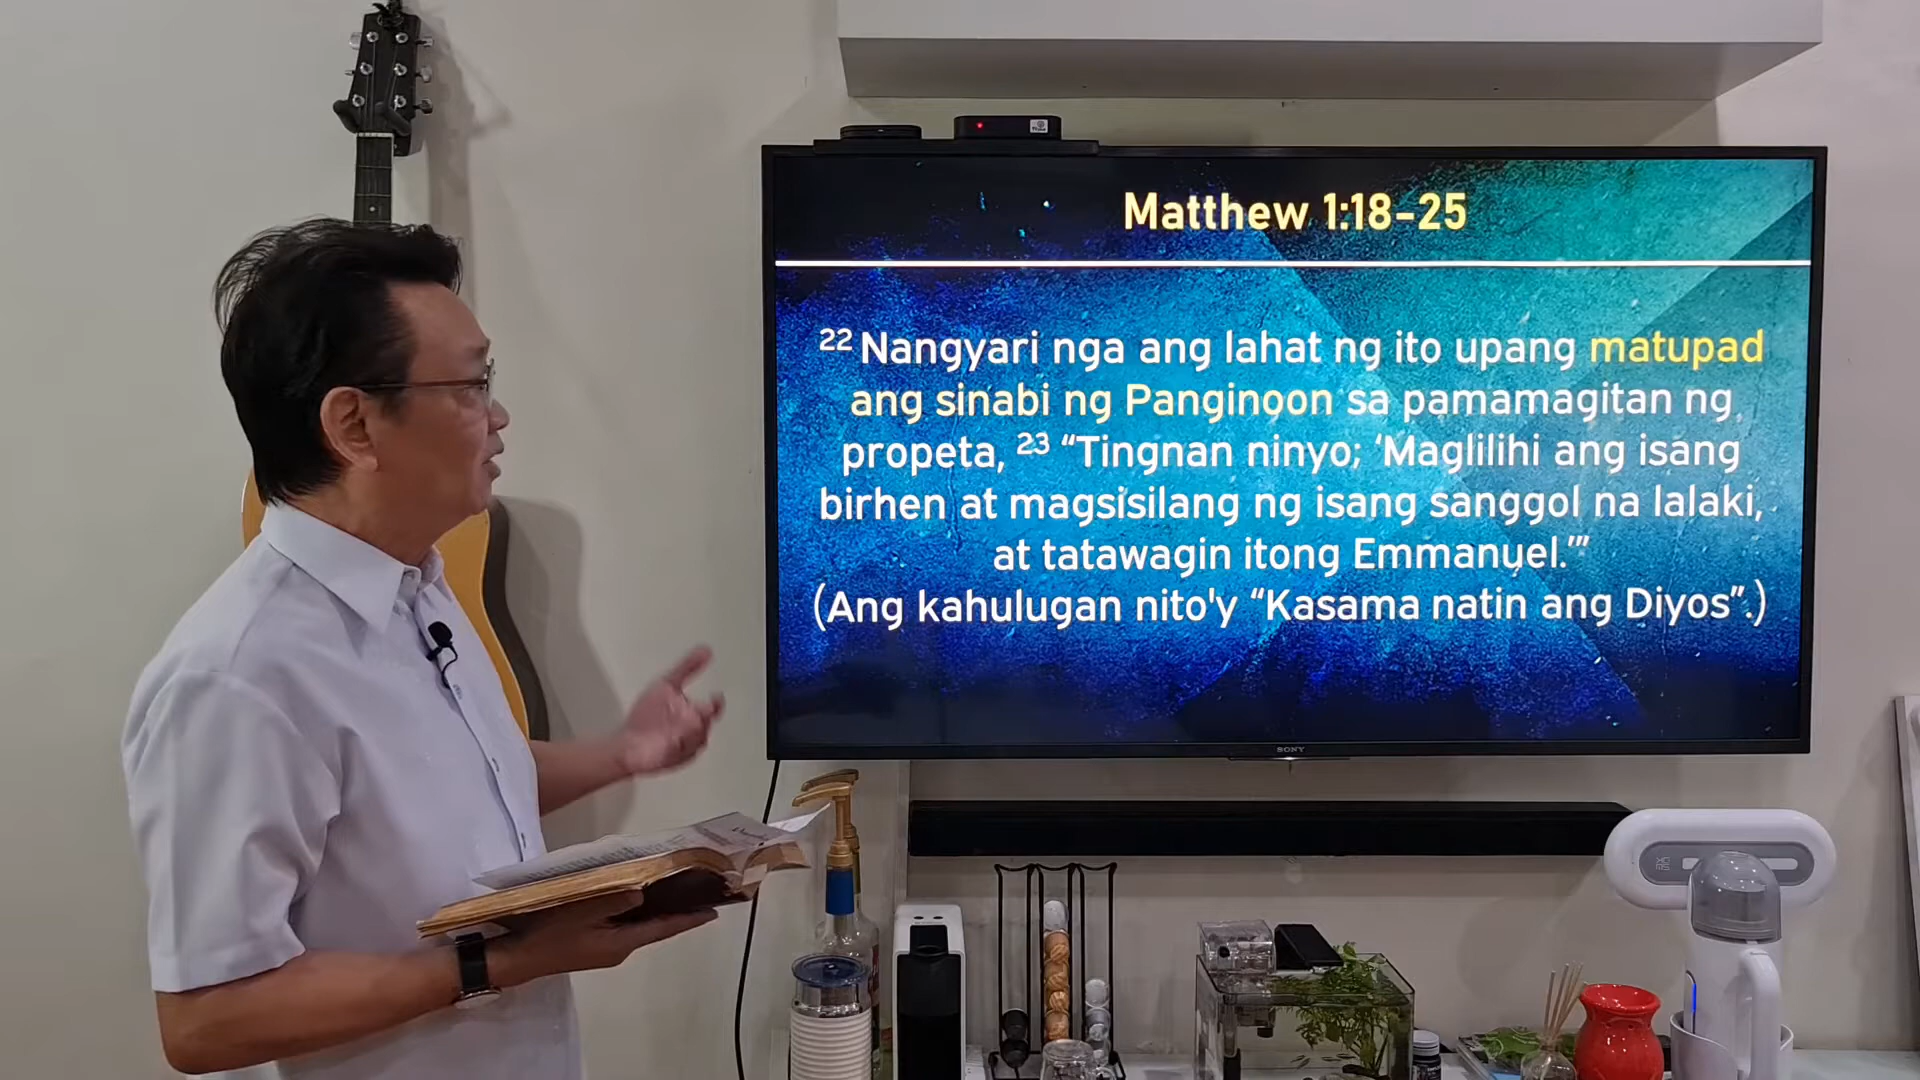 Matthew 1:18-25
22 Nangyari nga ang lahat ng ito upang matupad
ang sinabi ng Panginoon sa pamamagitan ng
propeta, 23 “Tingnan ninyo; ‘Maglilihi ang isang
birhen at magsisilang ng isang sanggol na lalaki,
at tatawagin itong Emmanuel.’”
(Ang kahulugan nito'y “Kasama natin ang Diyos”.)
SONY